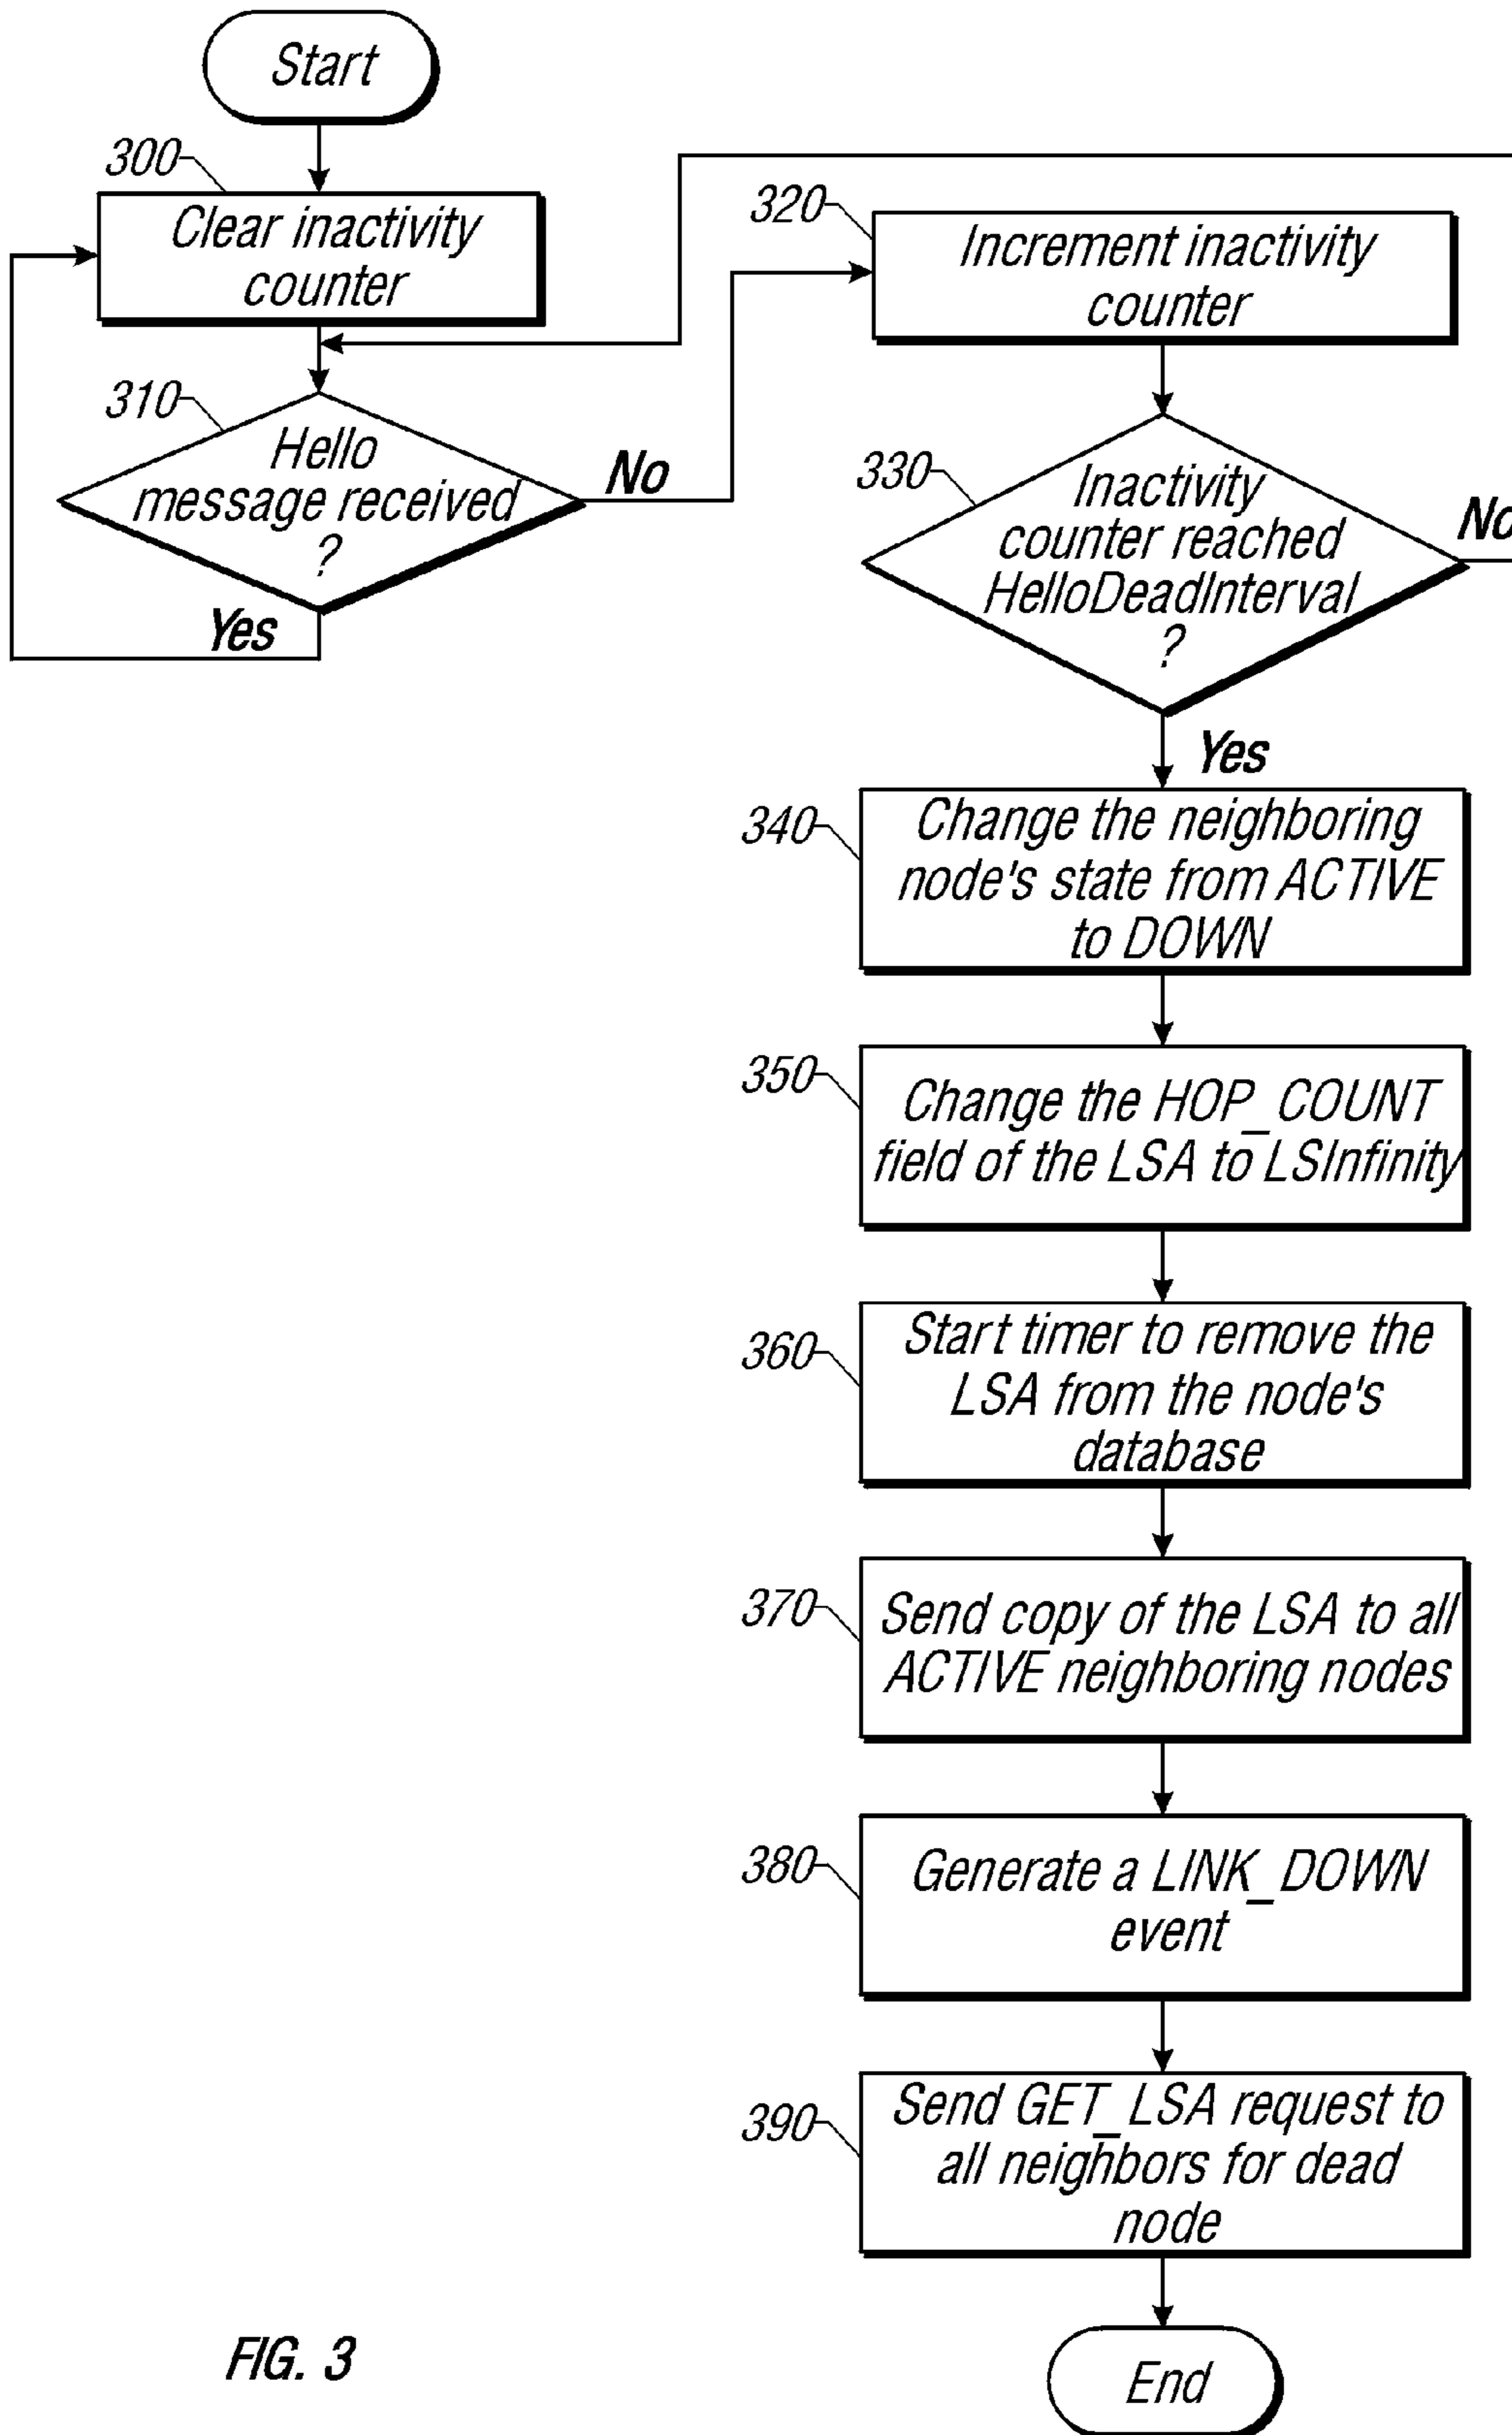 Start
300
Clear inactivity
counter
310
Hello
message received
?
No
Yes
320
Increment inactivity
counter
330
Inactivity
counter reached
HelloDeadInterval
?
No
Yes
340
Change the neighboring
node's state from ACTIVE
to DOWN
350
Change the HOP_COUNT
field of the LSA to LSInfinity
360
Start timer to remove the
LSA from the node's
database
370
Send copy of the LSA to all
ACTIVE neighboring nodes
380
Generate a LINK_DOWN
event
390
Send GET_LSA request to
all neighbors for dead
node
End
FIG. 3